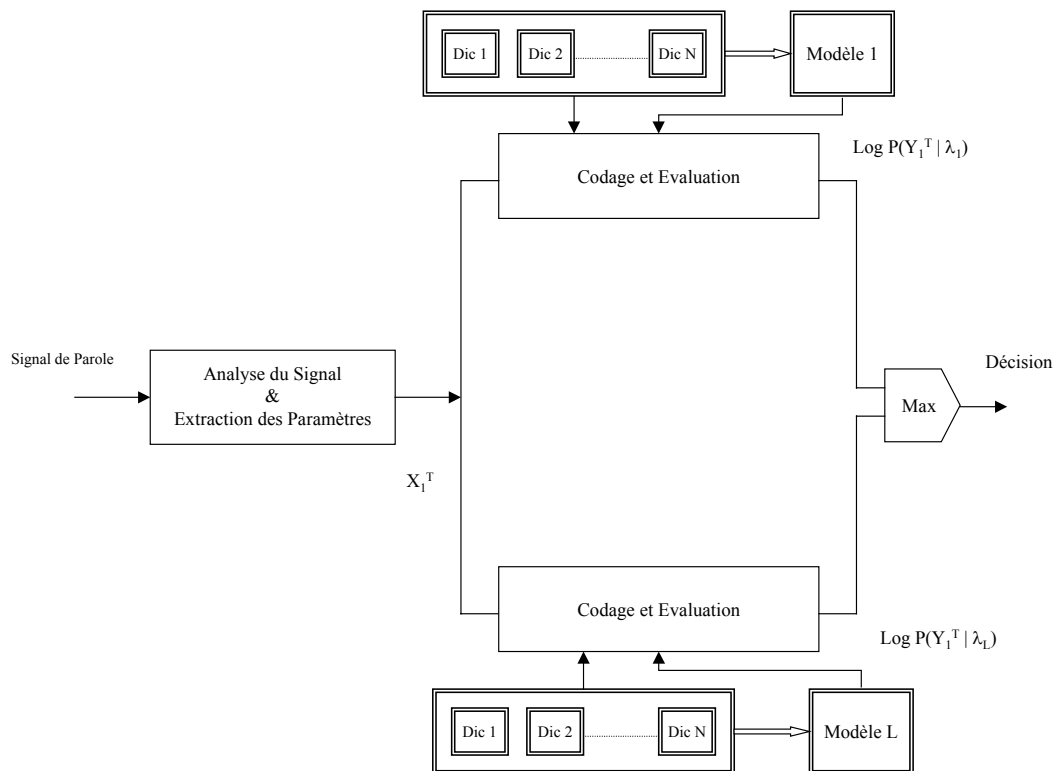 Dic 1 Dic 2 Dic N Modèle 1
Log P(Y₁ᵀ | λ₁)
Codage et Evaluation
Signal de Parole
Analyse du Signal
&
Extraction des Paramètres
X₁ᵀ
Max
Décision
Codage et Evaluation
Log P(Y₁ᵀ | λ_L)
Dic 1 Dic 2 Dic N Modèle L